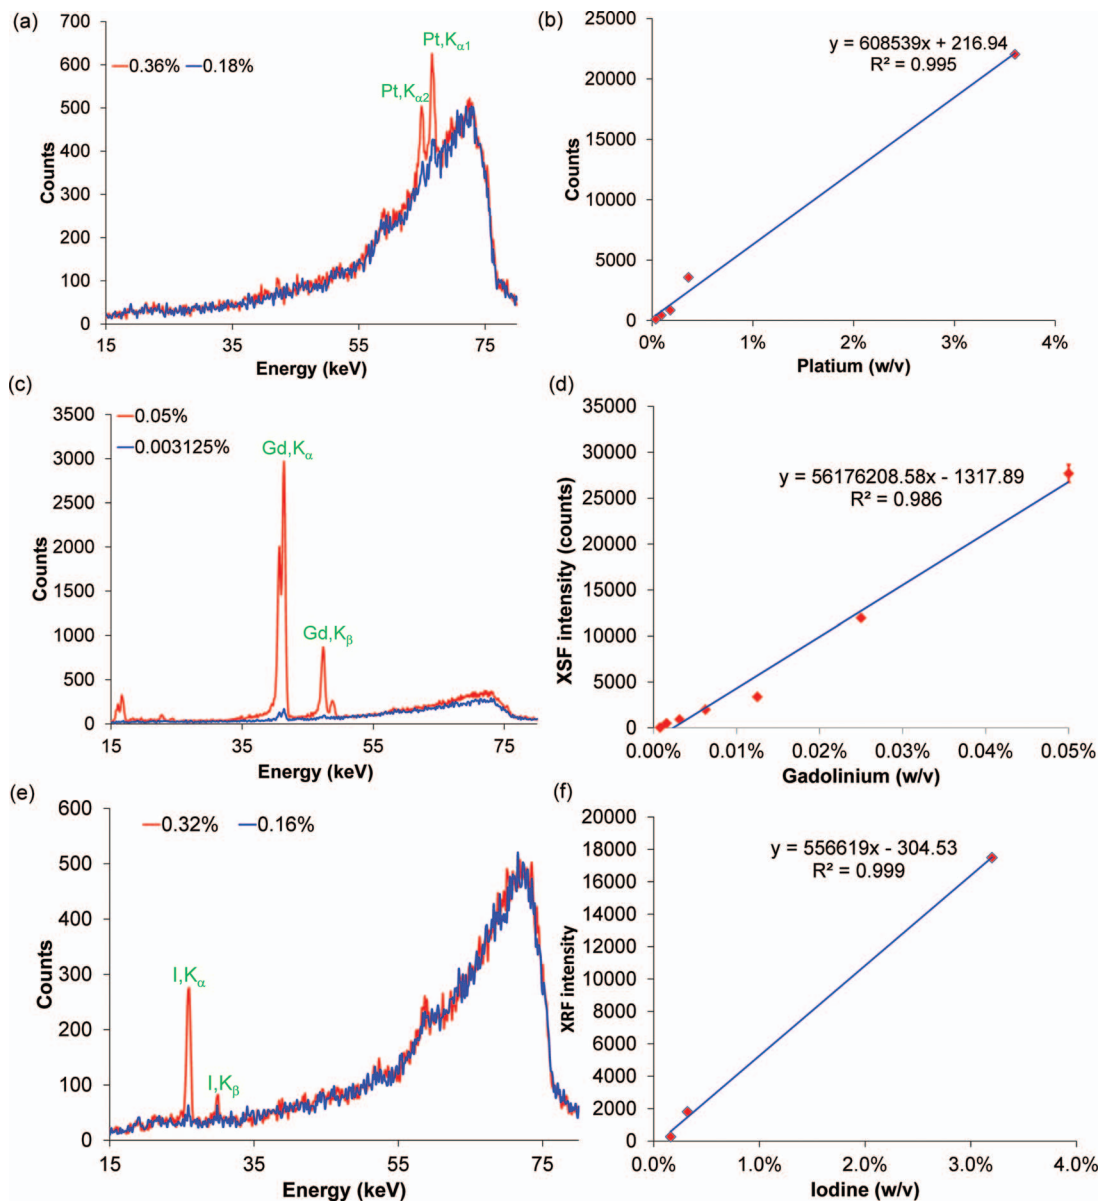 (a)
700
600
500
400
300
200
100
0
0.36% 0.18%
Pt,Kα1
Pt,Kα2
Counts
15 35 55 75
Energy (keV)
(b)
25000
20000
15000
10000
5000
0
y = 608539x + 216.94
R² = 0.995
Counts
0% 1% 2% 3% 4%
Platium (w/v)
(c)
3500
3000
2500
2000
1500
1000
500
0
0.05%
0.003125%
Gd,Kα
Gd,Kβ
Counts
15 35 55 75
Energy (keV)
(d)
35000
30000
25000
20000
15000
10000
5000
0
y = 56176208.58x - 1317.89
R² = 0.986
XSF intensity (counts)
0.00% 0.01% 0.02% 0.03% 0.04% 0.05%
Gadolinium (w/v)
(e)
600
500
400
300
200
100
0
0.32% 0.16%
I,Kα
I,Kβ
Counts
15 35 55 75
Energy (keV)
(f)
20000
18000
16000
14000
12000
10000
8000
6000
4000
2000
0
y = 556619x - 304.53
R² = 0.999
XRF intensity
0.0% 1.0% 2.0% 3.0% 4.0%
Iodine (w/v)